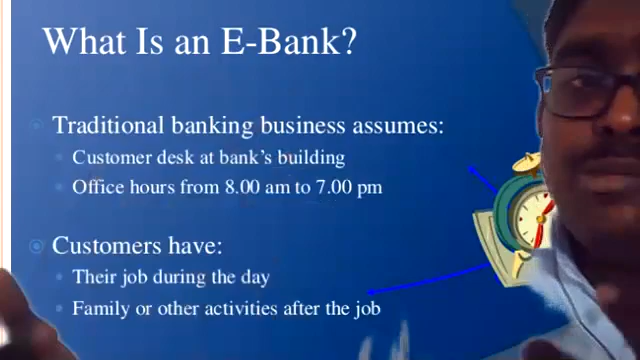 What Is an E-Bank?
Traditional banking business assumes:
Customer desk at bank's building
Office hours from 8.00 am to 7.00 pm
Customers have:
Their job during the day
Family or other activities after the job